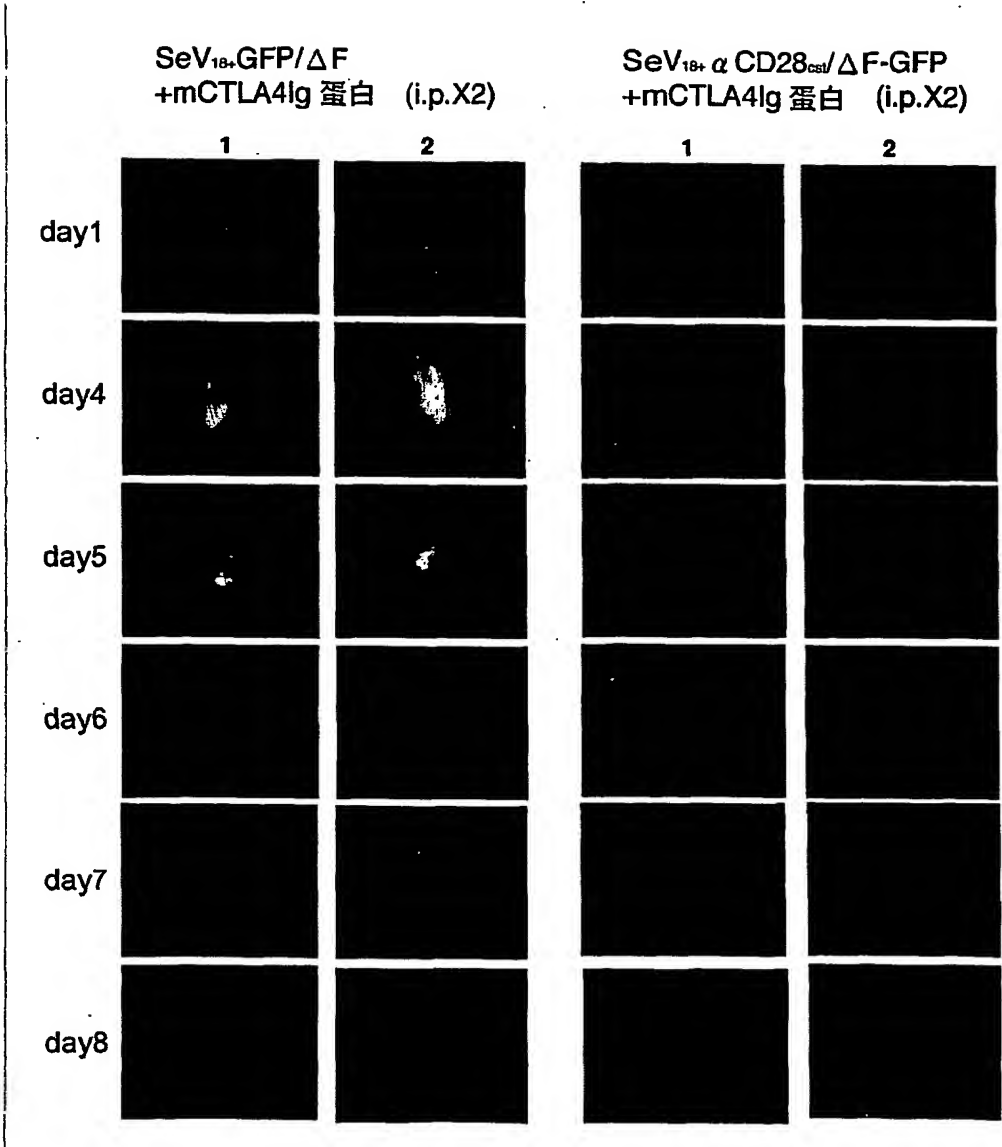 SeV18+GFP/ΔF
+mCTLA4Ig 蛋白 (i.p.X2)
SeV18+αCD28cst/ΔF-GFP
+mCTLA4Ig 蛋白 (i.p.X2)
1 2 1 2
day1
day4
day5
day6
day7
day8